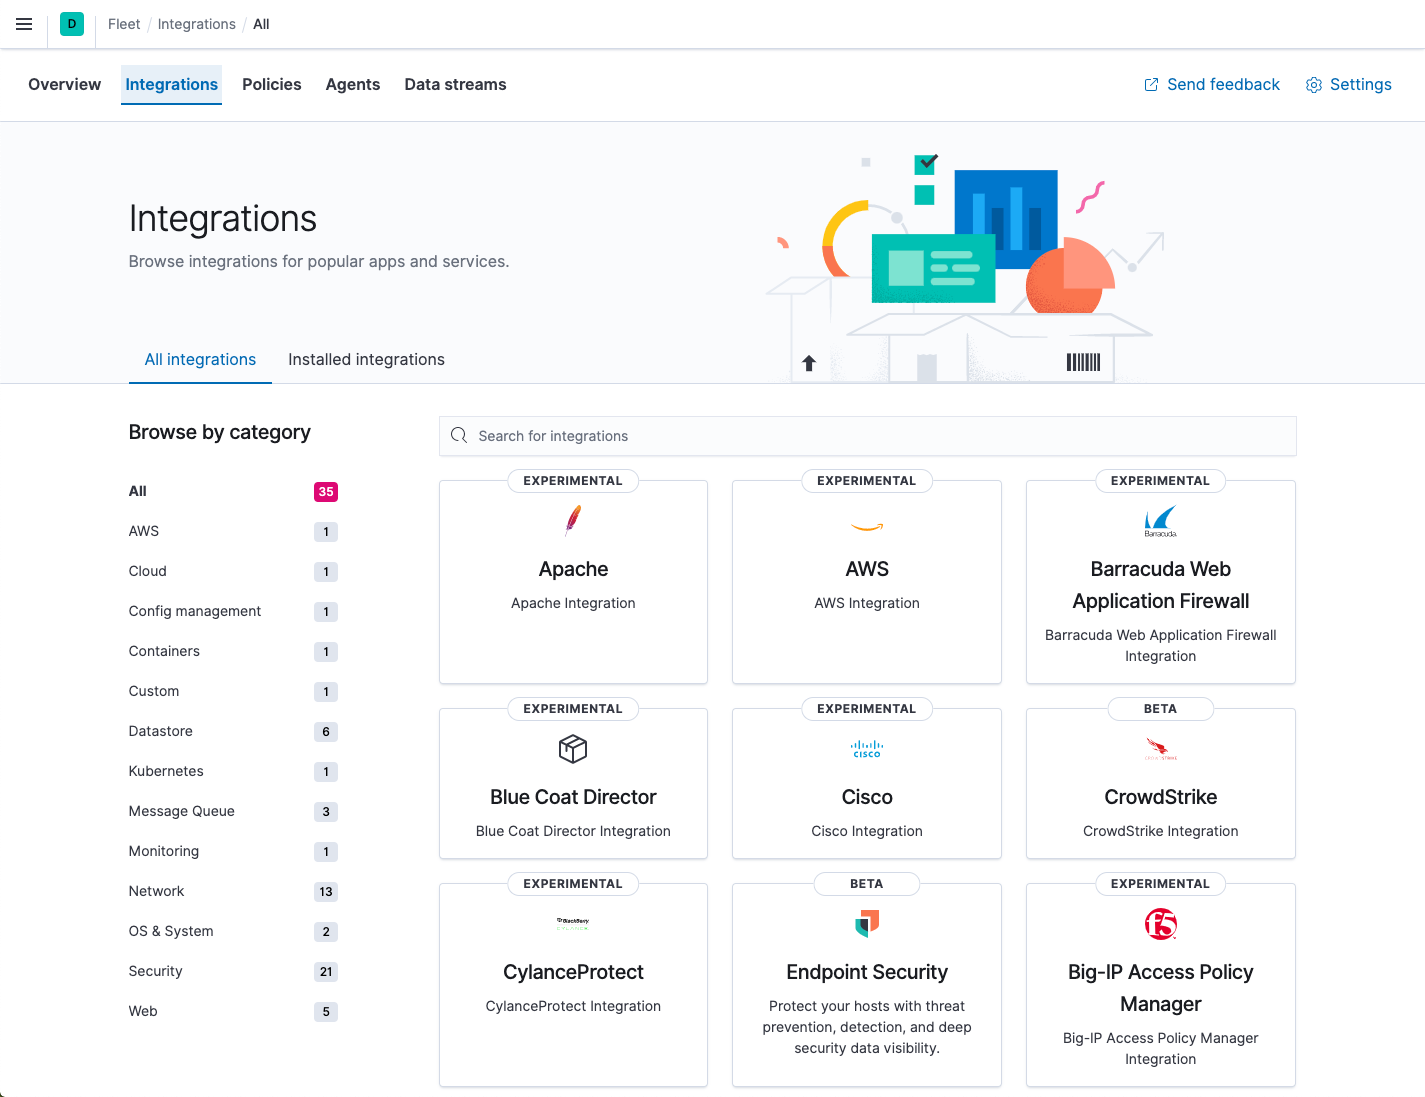 D Fleet / Integrations / All
Overview Integrations Policies Agents Data streams Send feedback Settings
Integrations
Browse integrations for popular apps and services.
All integrations Installed integrations
Browse by category
All 35
AWS 1
Cloud 1
Config management 1
Containers 1
Custom 1
Datastore 6
Kubernetes 1
Message Queue 3
Monitoring 1
Network 13
OS & System 2
Security 21
Web 5
Search for integrations
EXPERIMENTAL
Apache
Apache Integration
EXPERIMENTAL
AWS
AWS Integration
EXPERIMENTAL
Barracuda
Barracuda Web
Application Firewall
Barracuda Web Application Firewall
Integration
EXPERIMENTAL
Blue Coat Director
Blue Coat Director Integration
EXPERIMENTAL
CISCO
Cisco
Cisco Integration
BETA
CROWDSTRIKE
CrowdStrike
CrowdStrike Integration
EXPERIMENTAL
BlackBerry
CYLANCE
CylanceProtect
CylanceProtect Integration
BETA
Endpoint Security
Protect your hosts with threat
prevention, detection, and deep
security data visibility.
EXPERIMENTAL
f5
Big-IP Access Policy
Manager
Big-IP Access Policy Manager
Integration